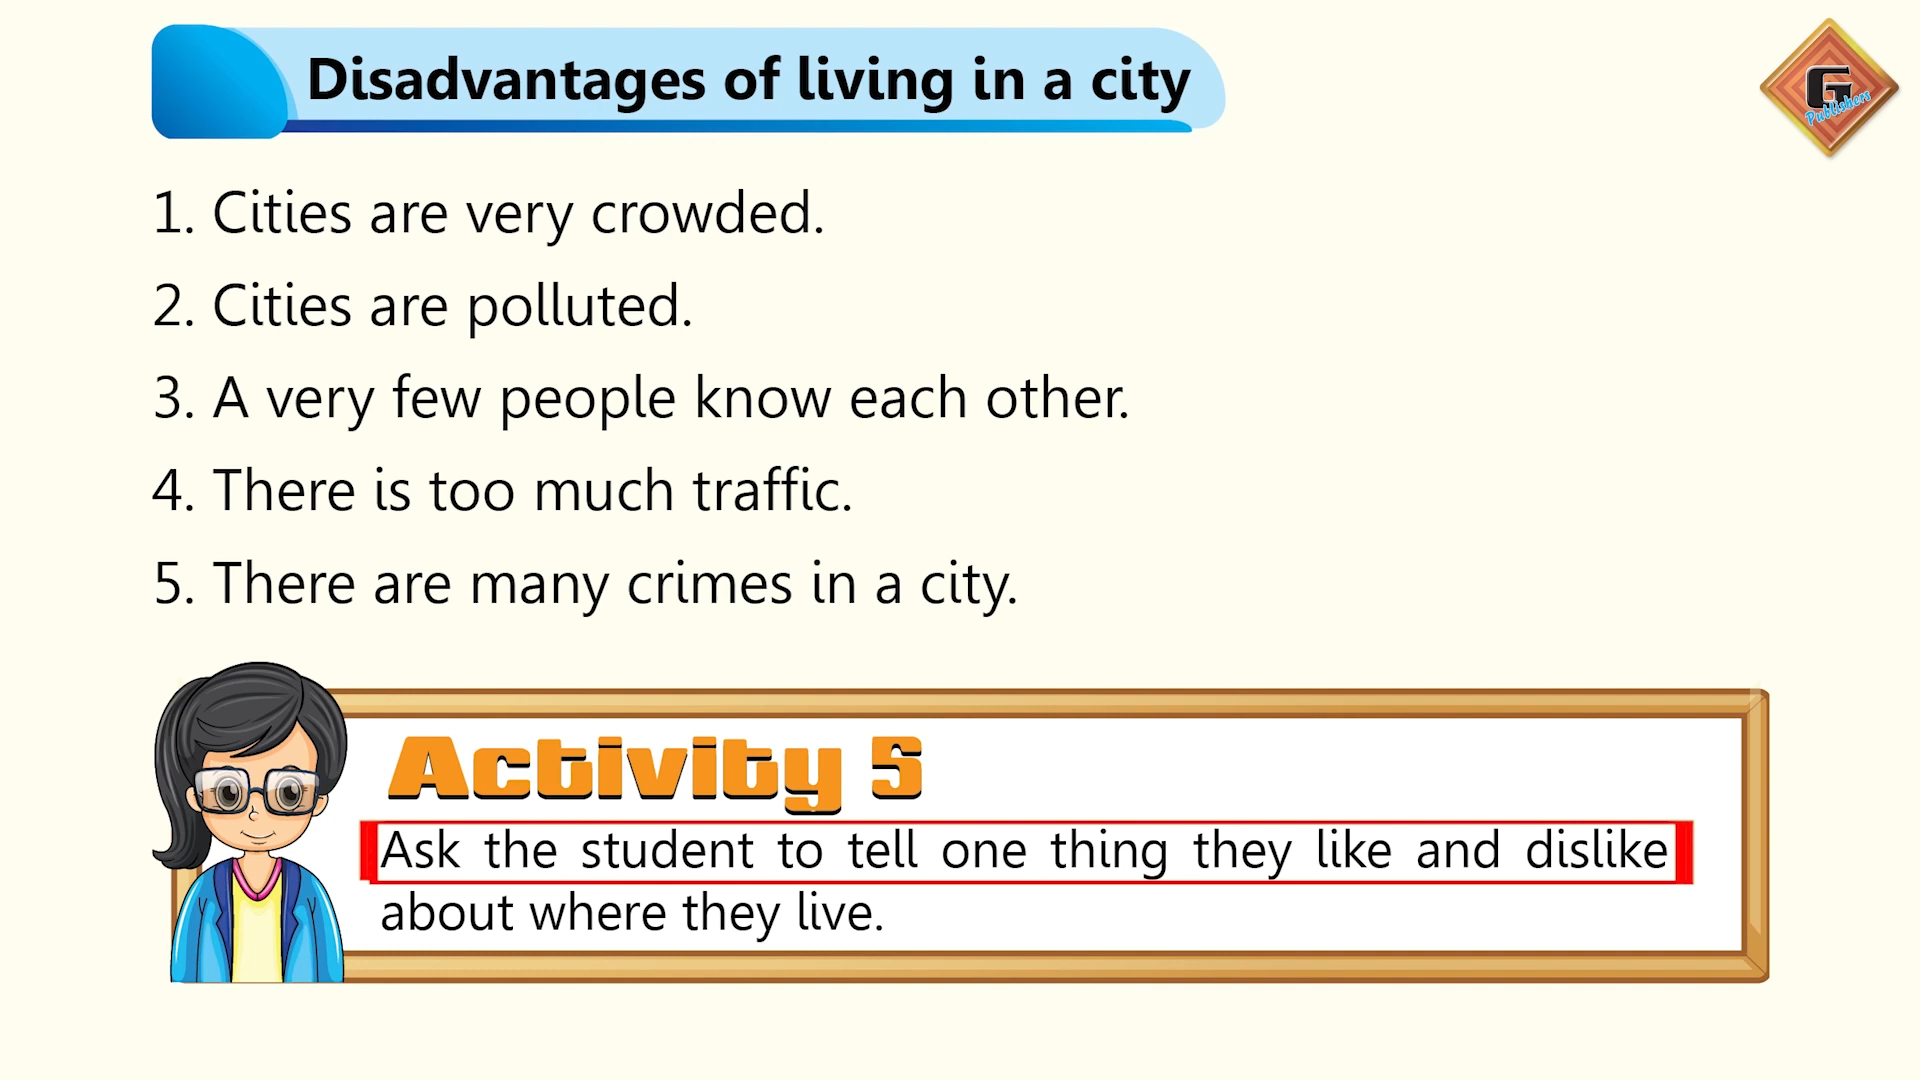 Disadvantages of living in a city
G
Publishers
1. Cities are very crowded.
2. Cities are polluted.
3. A very few people know each other.
4. There is too much traffic.
5. There are many crimes in a city.
Activity 5
Ask the student to tell one thing they like and dislike
about where they live.